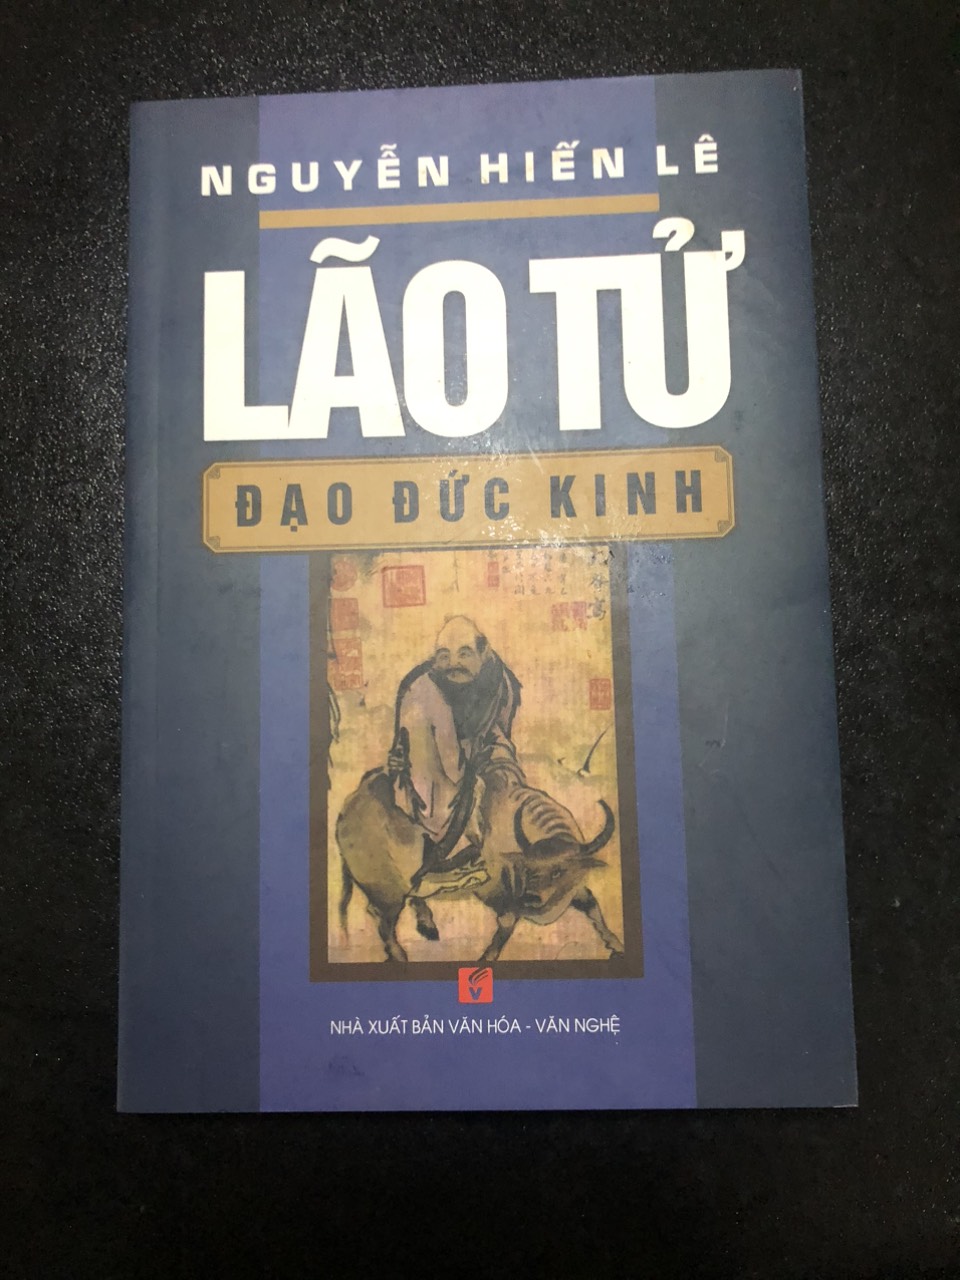 NGUYỄN HIẾN LÊ
LÃO TỬ
ĐẠO ĐỨC KINH
V
NHÀ XUẤT BẢN VĂN HÓA - VĂN NGHỆ